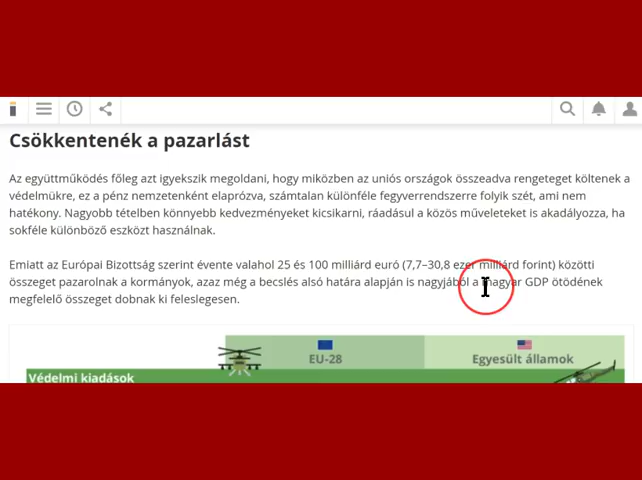 Csökkentenék a pazarlást
Az együttműködés főleg azt igyekszik megoldani, hogy miközben az uniós országok összeadva rengeteget költenek a
védelmükre, ez a pénz nemzetenként elaprózva, számtalan különféle fegyverrendszerre folyik szét, ami nem
hatékony. Nagyobb tételben könnyebb kedvezményeket kicsikarni, ráadásul a közös műveleteket is akadályozza, ha
sokféle különböző eszközt használnak.
Emiatt az Európai Bizottság szerint évente valahol 25 és 100 milliárd euró (7,7–30,8 ezer milliárd forint) közötti
összeget pazarolnak a kormányok, azaz még a becslés alsó határa alapján is nagyjából a magyar GDP ötödének
megfelelő összeget dobnak ki feleslegesen.
EU-28 Egyesült államok
Védelmi kiadások